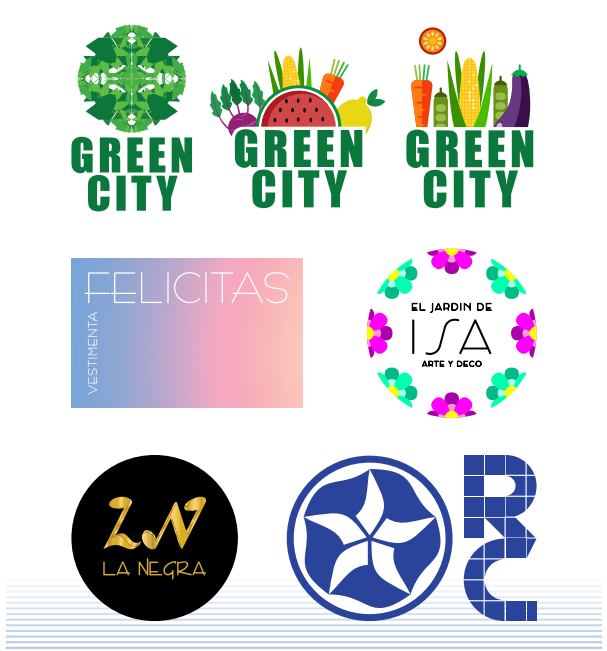 GREEN
CITY
GREEN
CITY
GREEN
CITY
FELICITAS
VESTIMENTA
EL JARDIN DE
ISA
ARTE Y DECO
LN
LA NEGRA
RC